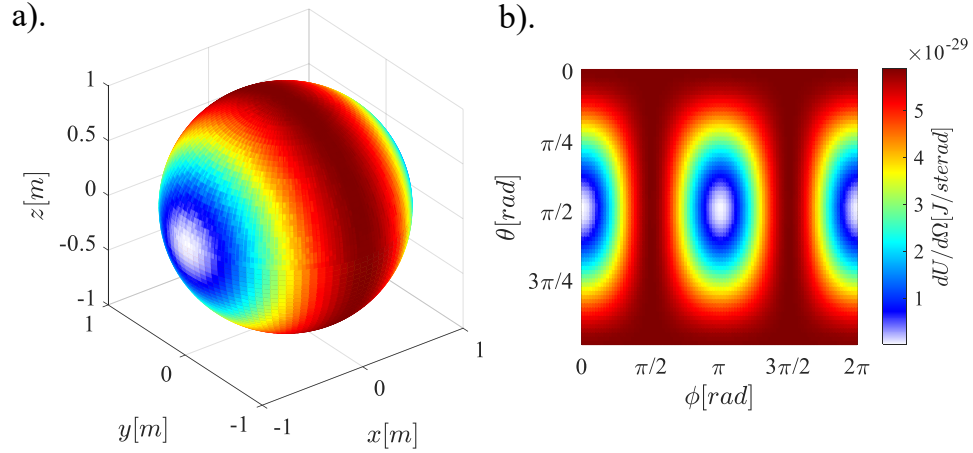 a).
1
0.5
0
-0.5
-1
z[m]
1
0
-1
y[m]
-1
0
1
x[m]
b).
0
π/4
π/2
3π/4
θ[rad]
0
π/2
π
3π/2
2π
ϕ[rad]
×10⁻²⁹
5
4
3
2
1
dU/dΩ[J/sterad]